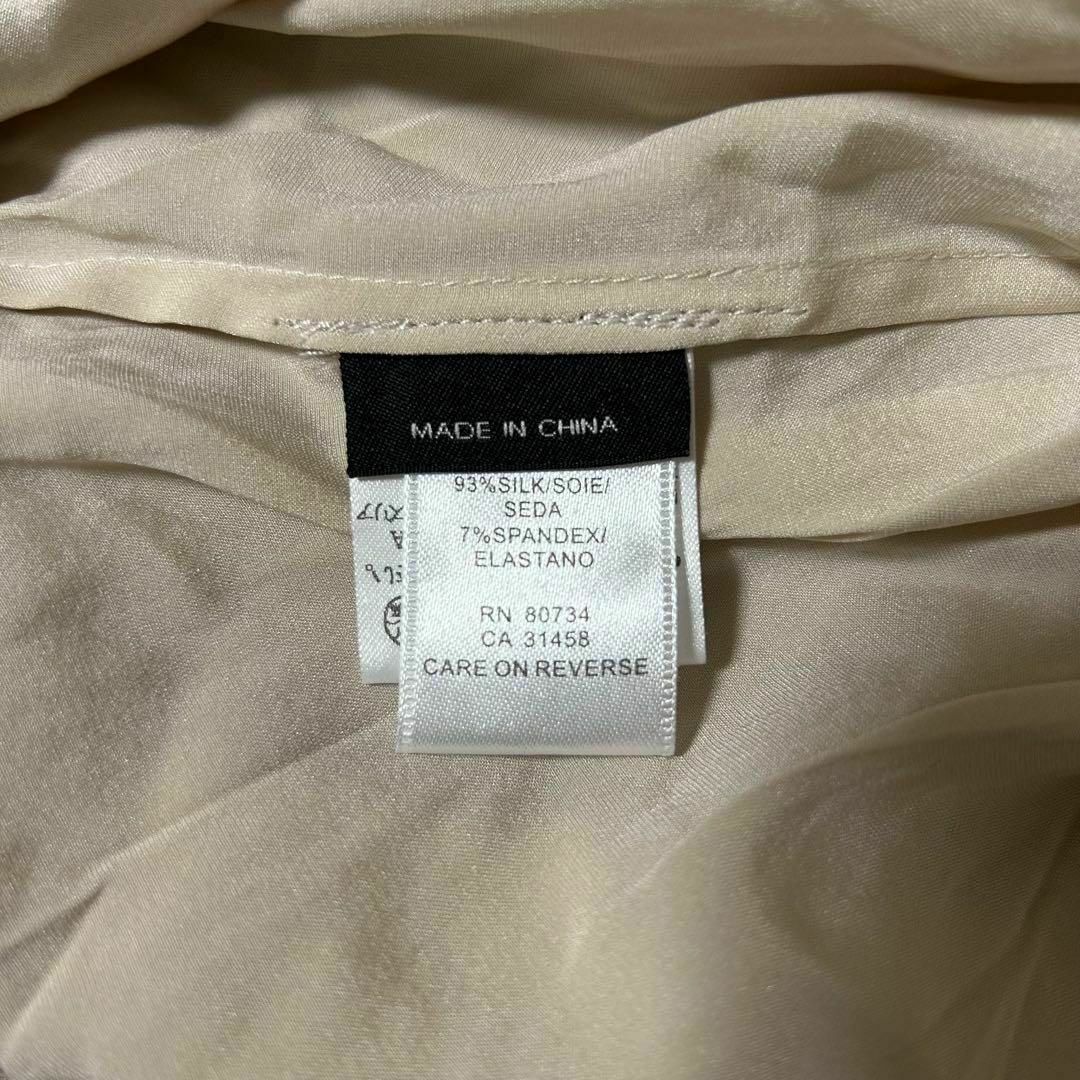 MADE IN CHINA
93%SILK/SOIE/
SEDA
7%SPANDEX/
ELASTANO
RN 80734
CA 31458
CARE ON REVERSE